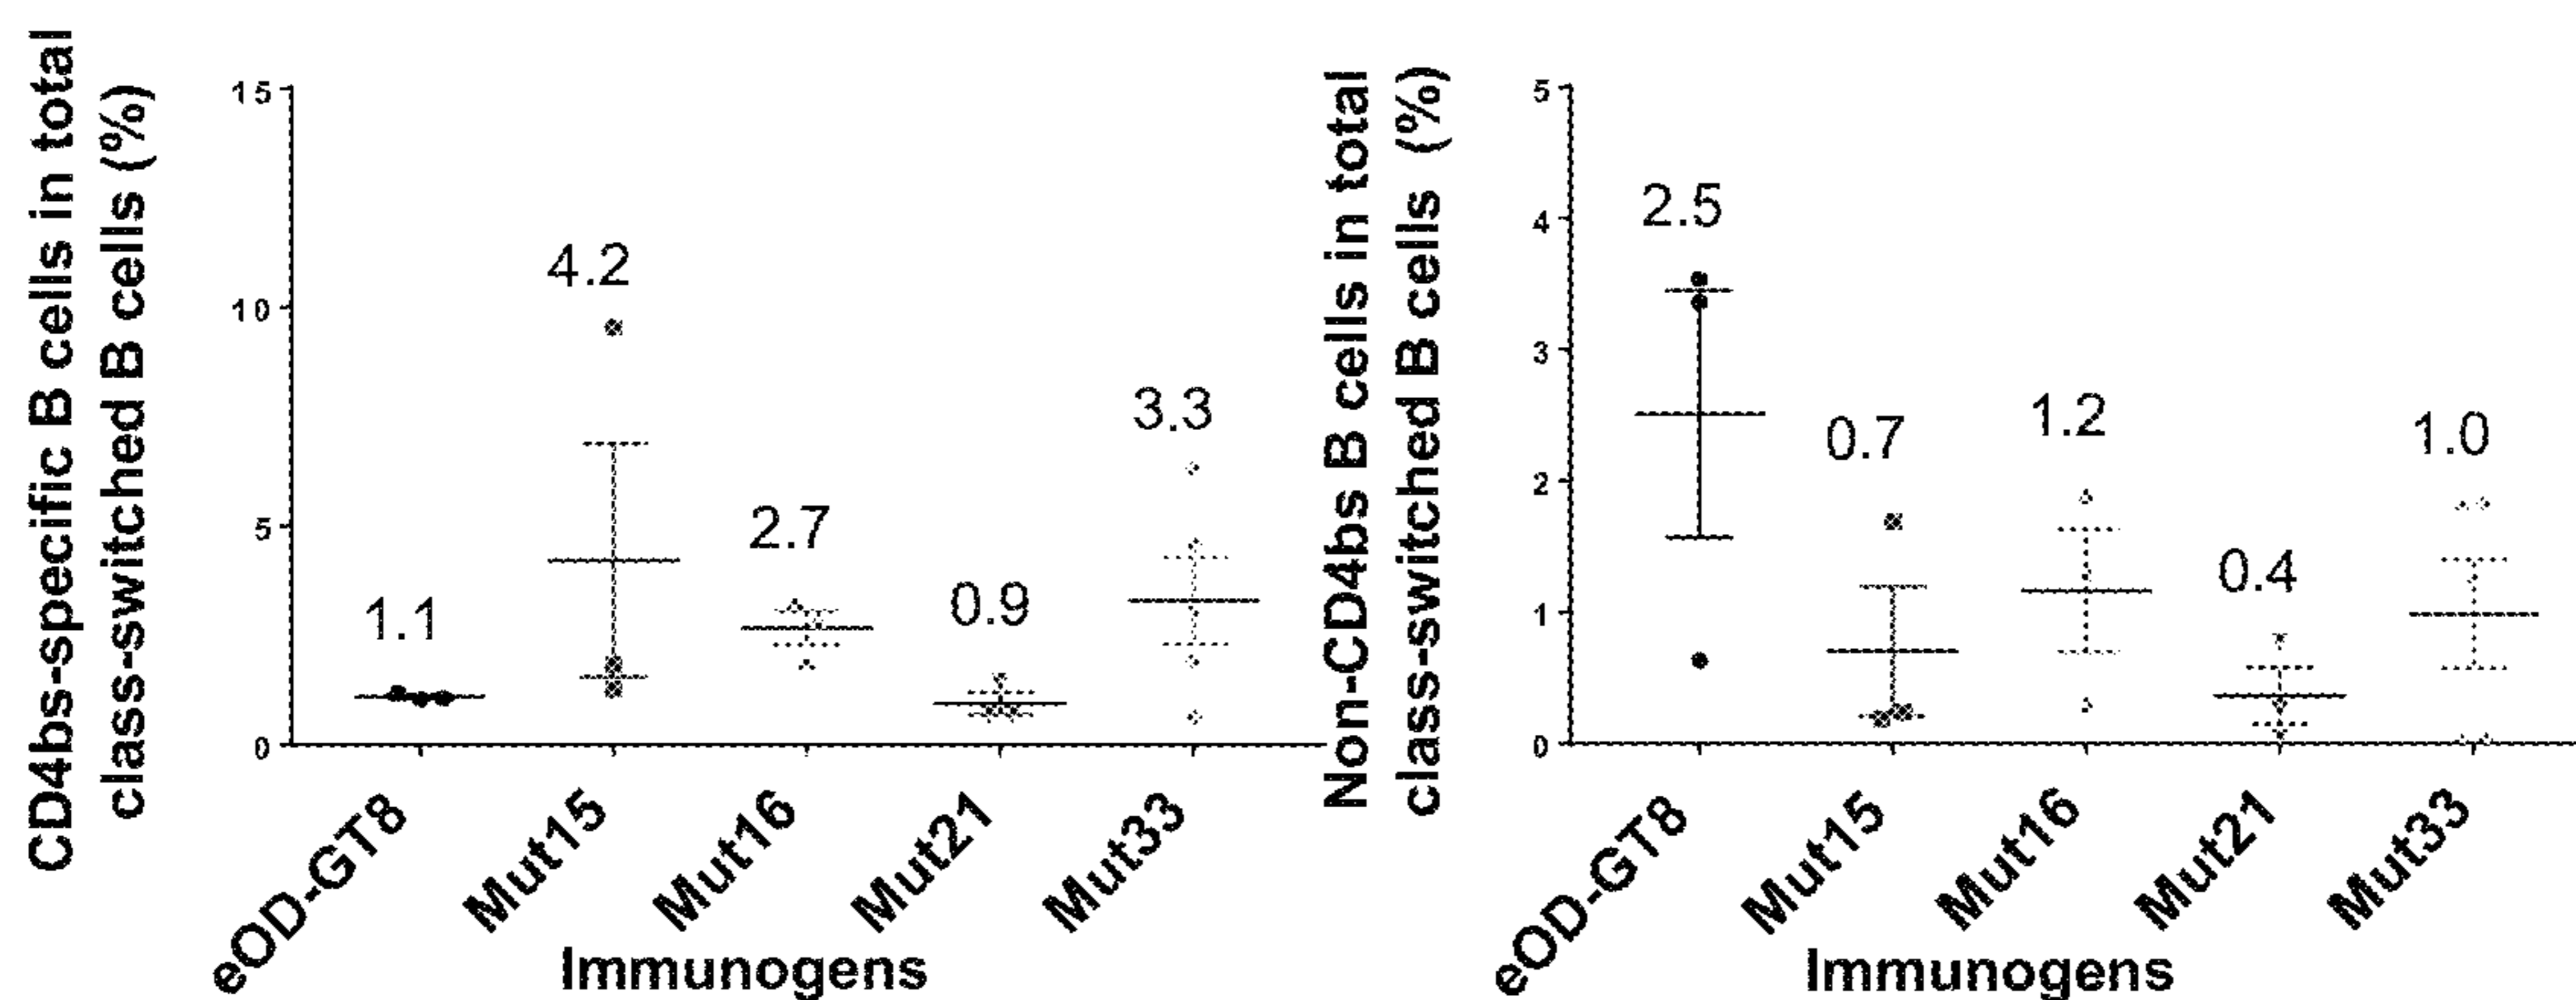 CD4bs-specific B cells in total
class-switched B cells (%)
15
10
5
0
1.1
4.2
2.7
0.9
3.3
eOD-GT8
Mut15
Mut16
Mut21
Mut33
Immunogens
Non-CD4bs B cells in total
class-switched B cells (%)
5
4
3
2
1
0
2.5
0.7
1.2
0.4
1.0
eOD-GT8
Mut15
Mut16
Mut21
Mut33
Immunogens